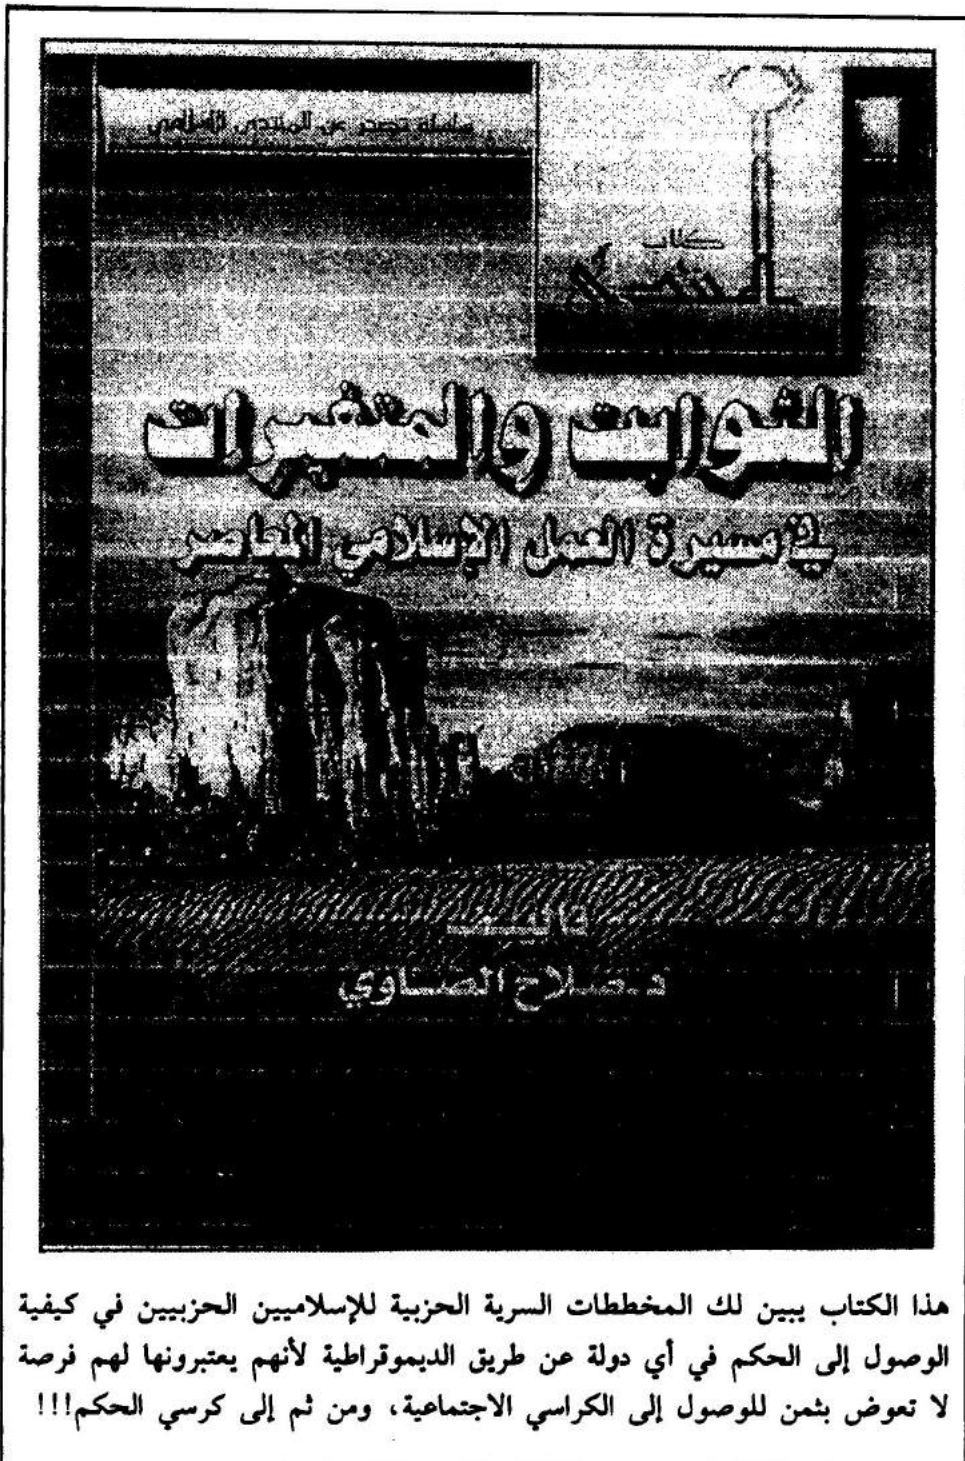 سلسلة تصدر عن المنتدى الإسلامي
كتاب
المنتدى
الثوابت والمتغيرات
في مسيرة العمل الإسلامي المعاصر
تأليف
د. صلاح الصاوي
هذا الكتاب يبين لك المخططات السرية الحزبية للإسلاميين الحزبيين في كيفية
الوصول إلى الحكم في أي دولة عن طريق الديموقراطية لأنهم يعتبرونها لهم فرصة
لا تعوض بثمن للوصول إلى الكراسي الاجتماعية، ومن ثم إلى كرسي الحكم!!!